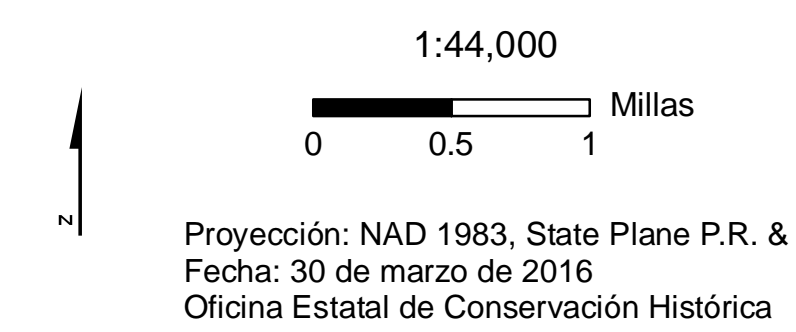 1:44,000
Millas
0 0.5 1
N
Proyección: NAD 1983, State Plane P.R. &
Fecha: 30 de marzo de 2016
Oficina Estatal de Conservación Histórica